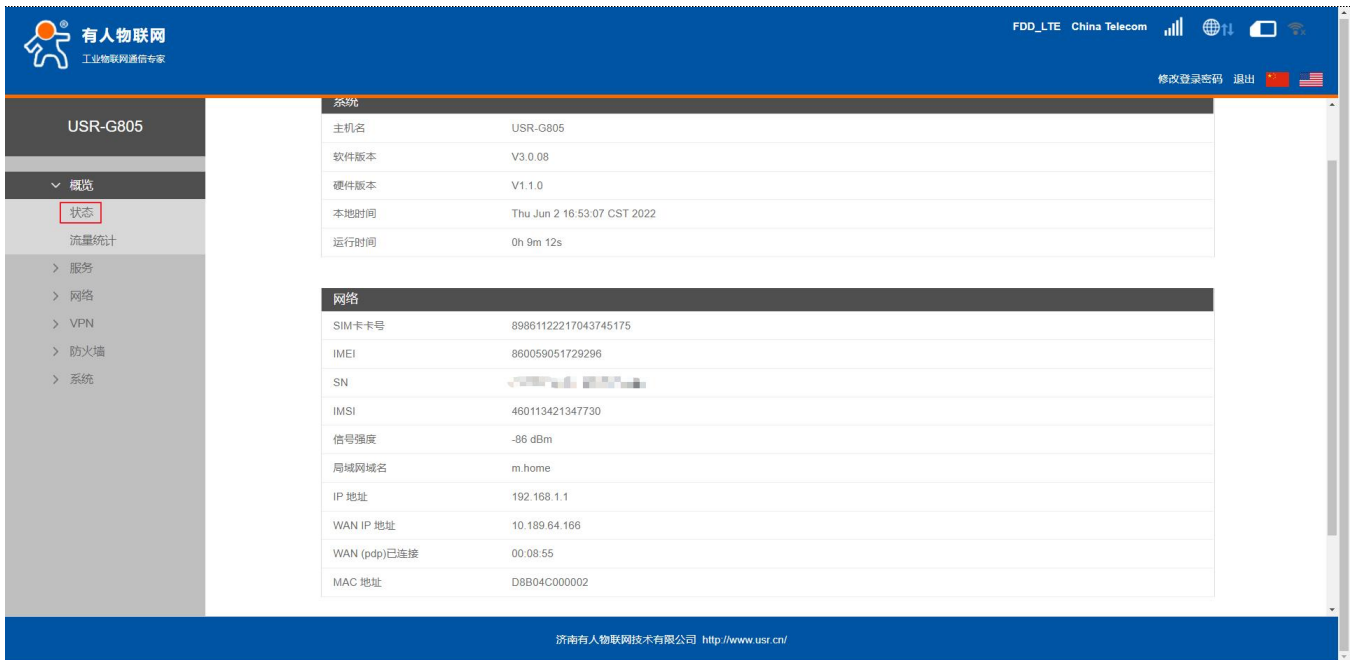 有人物联网
工业物联网通信专家
FDD_LTE China Telecom
修改登录密码 退出
USR-G805
概览
状态
流量统计
服务
网络
VPN
防火墙
系统
系统
主机名 USR-G805
软件版本 V3.0.08
硬件版本 V1.1.0
本地时间 Thu Jun 2 16:53:07 CST 2022
运行时间 0h 9m 12s
网络
SIM卡卡号 89861122217043745175
IMEI 860059051729296
SN
IMSI 460113421347730
信号强度 -86 dBm
局域网域名 m.home
IP 地址 192.168.1.1
WAN IP 地址 10.189.64.166
WAN (pdp)已连接 00:08:55
MAC 地址 D8B04C000002
济南有人物联网技术有限公司 http://www.usr.cn/